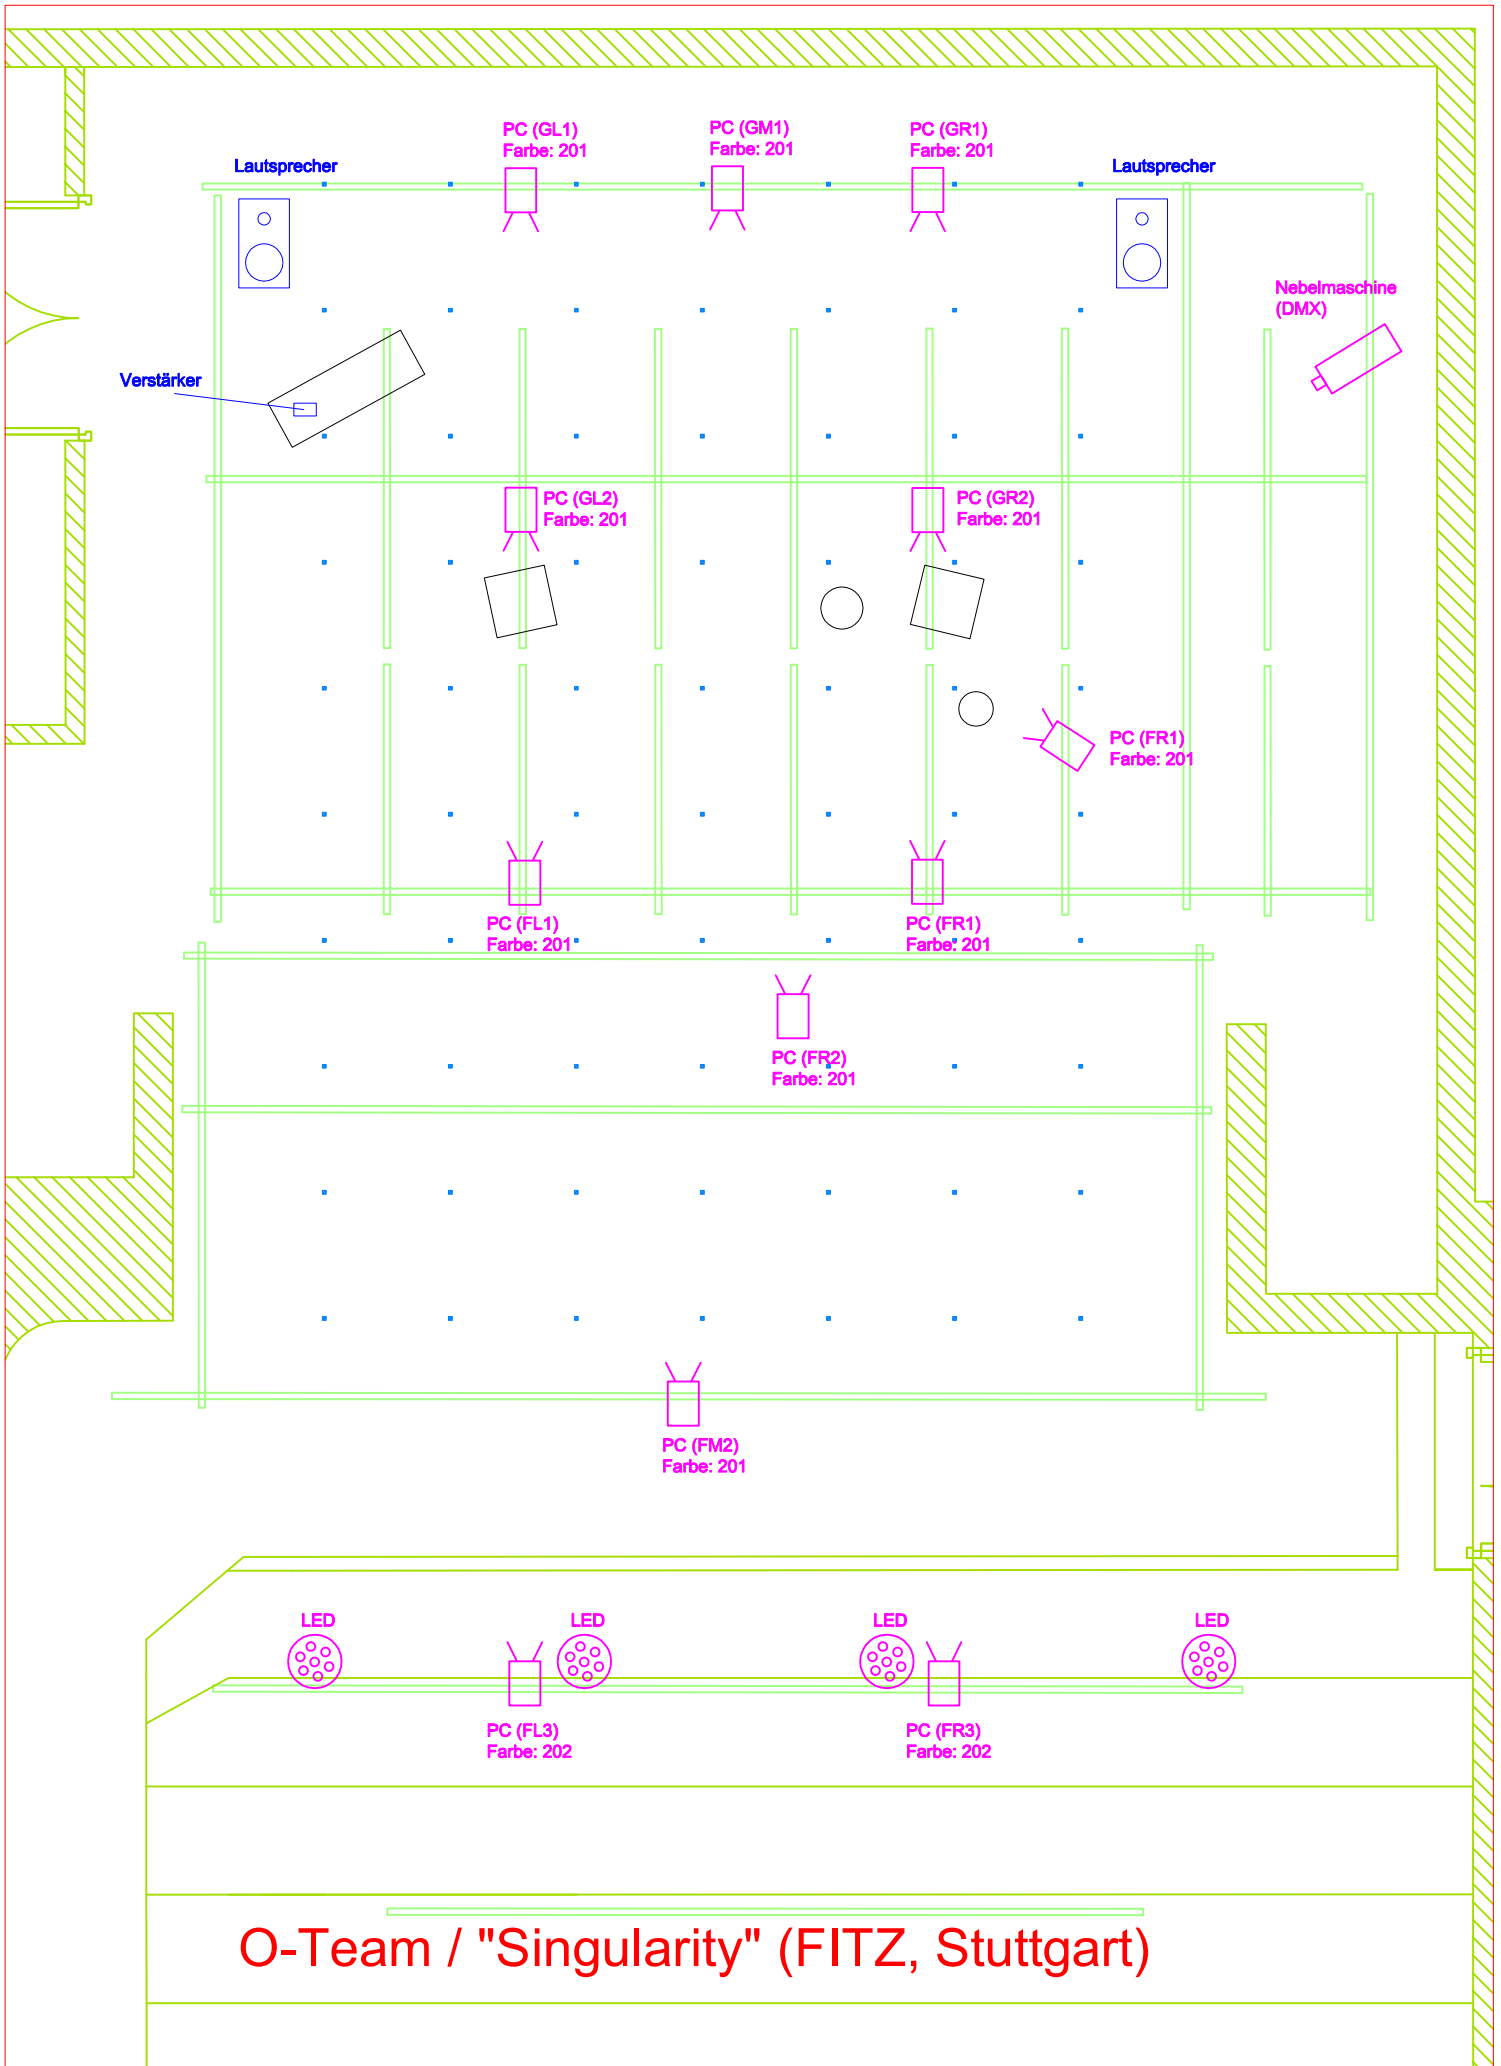 PC (GL1)
Farbe: 201
PC (GM1)
Farbe: 201
PC (GR1)
Farbe: 201
Lautsprecher
Lautsprecher
Nebelmaschine
(DMX)
Verstärker
PC (GL2)
Farbe: 201
PC (GR2)
Farbe: 201
PC (FR1)
Farbe: 201
PC (FL1)
Farbe: 201
PC (FR1)
Farbe: 201
PC (FR2)
Farbe: 201
PC (FM2)
Farbe: 201
LED
LED
LED
LED
PC (FL3)
Farbe: 202
PC (FR3)
Farbe: 202
O-Team / "Singularity" (FITZ, Stuttgart)